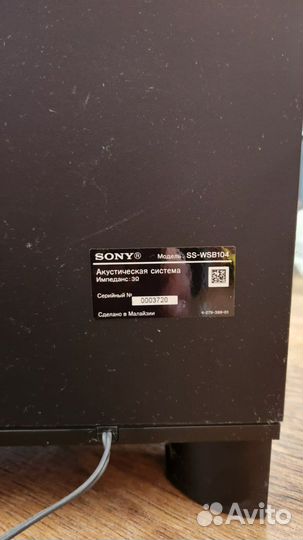 SONY® Модель: SS-WSB104
Акустическая система
Импеданс: 3Ω
Серийный № 0003720
Сделано в Малайзии
Avito